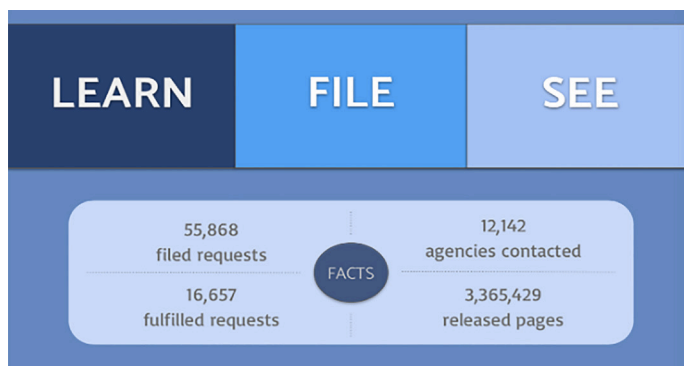 LEARN
FILE
SEE
55,868
filed requests
12,142
agencies contacted
FACTS
16,657
fulfilled requests
3,365,429
released pages